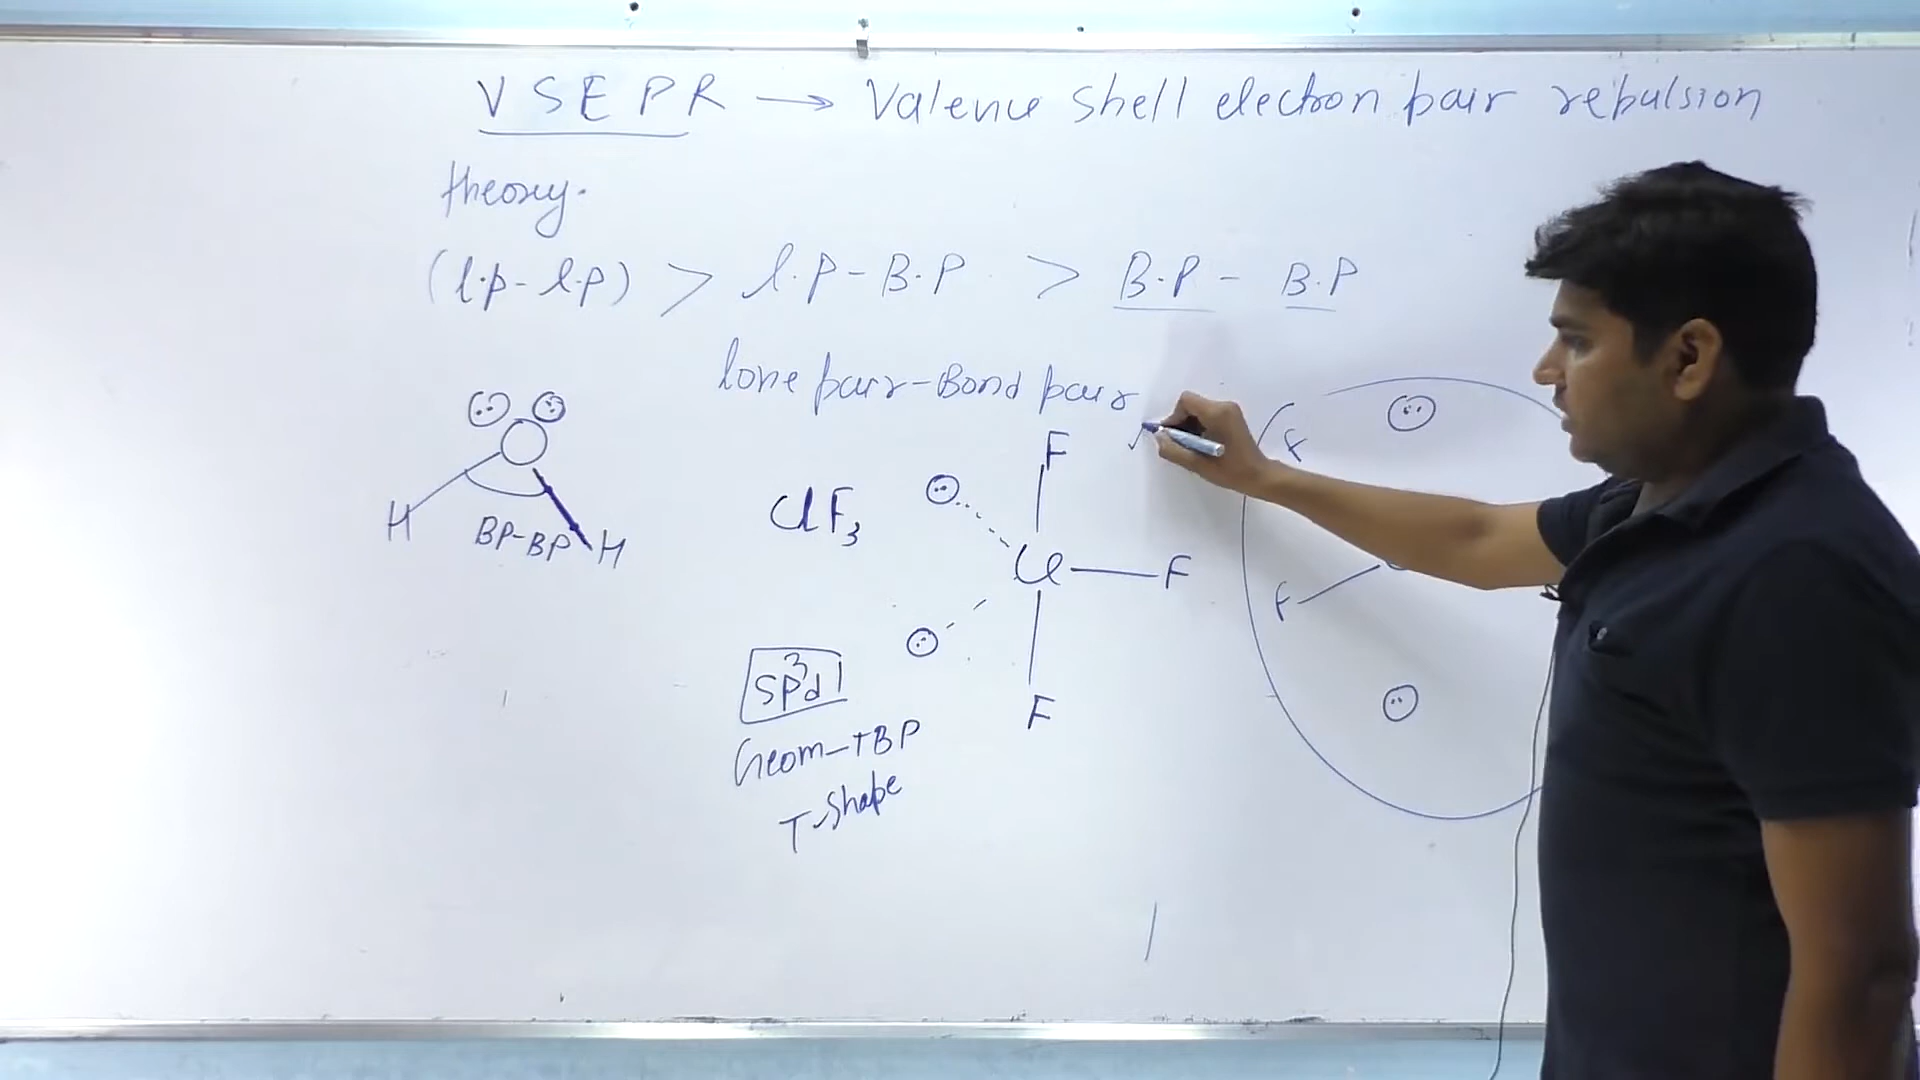 VSEPR → Valence shell electron pair repulsion
theory.
(l.p - l.p) > l.p - B.P > B.P - B.P
lone pair - Bond pair
H BP-BP H
ClF₃
F
Cl — F
F
sp³d¹
Geom - TBP
T-shape
F
F